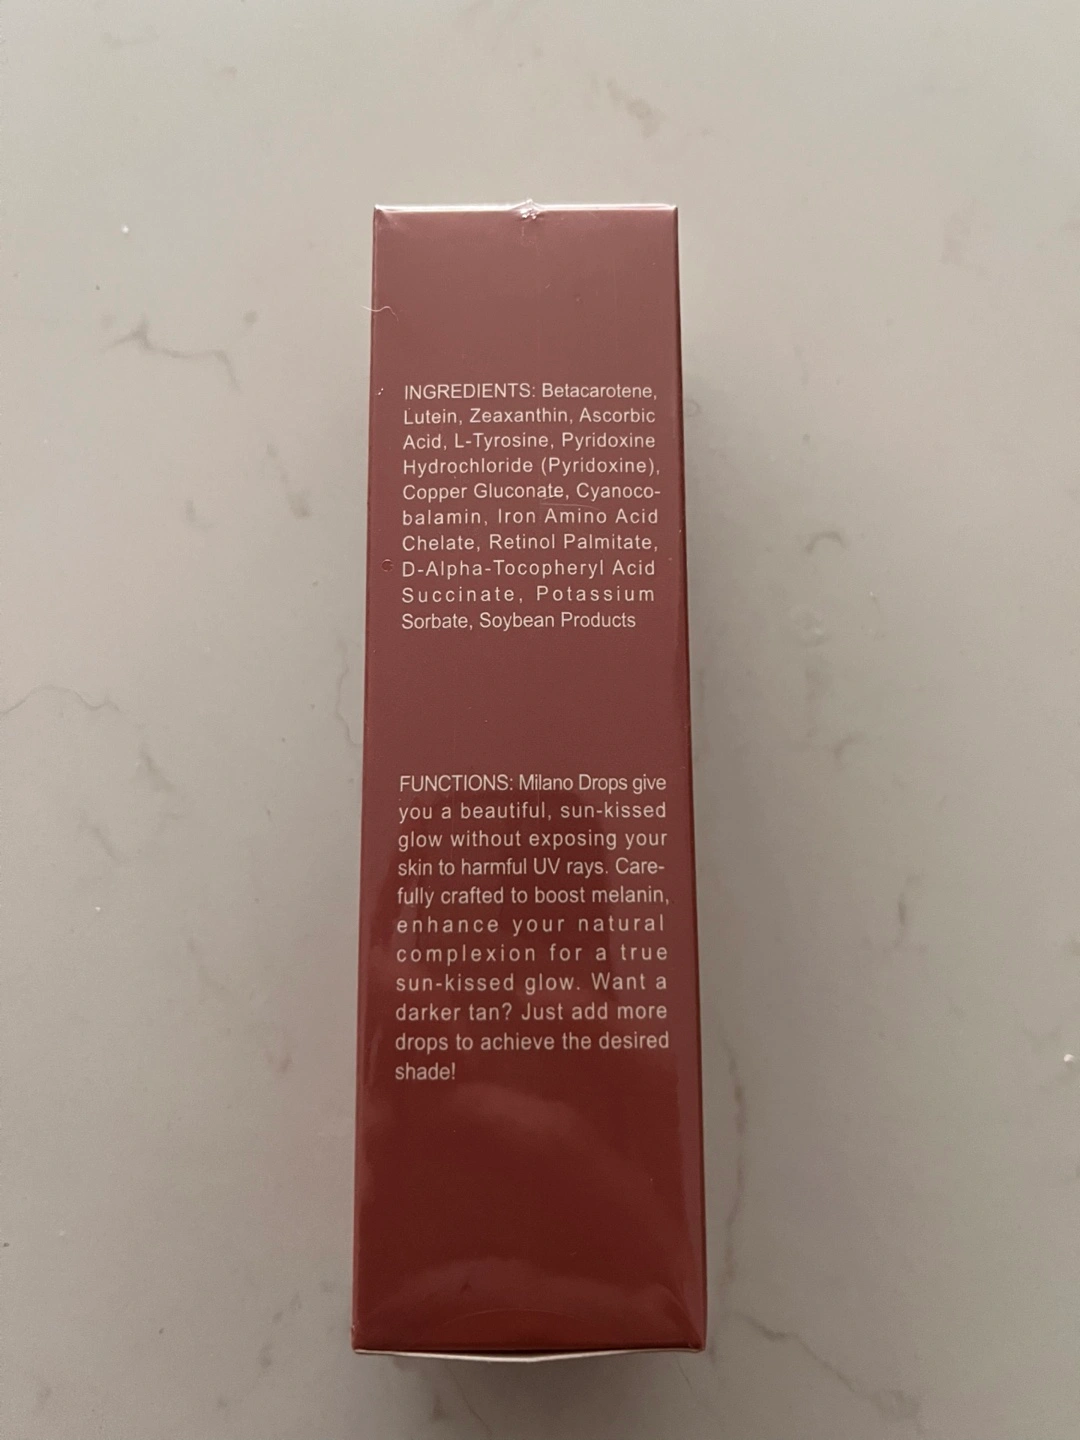 INGREDIENTS: Betacarotene,
Lutein, Zeaxanthin, Ascorbic
Acid, L-Tyrosine, Pyridoxine
Hydrochloride (Pyridoxine),
Copper Gluconate, Cyanoco-
balamin, Iron Amino Acid
Chelate, Retinol Palmitate,
D-Alpha-Tocopheryl Acid
Succinate, Potassium
Sorbate, Soybean Products
FUNCTIONS: Milano Drops give
you a beautiful, sun-kissed
glow without exposing your
skin to harmful UV rays. Care-
fully crafted to boost melanin,
enhance your natural
complexion for a true
sun-kissed glow. Want a
darker tan? Just add more
drops to achieve the desired
shade!